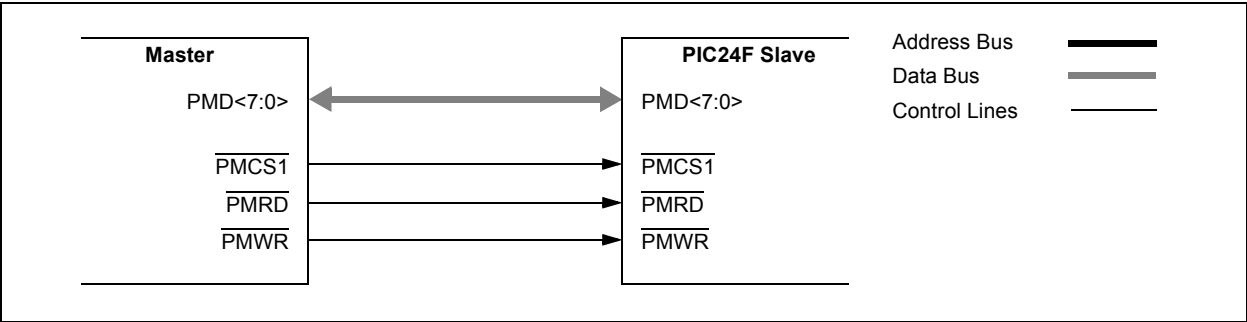 Master
PMD<7:0>
PMCS1
PMRD
PMWR
PIC24F Slave
PMD<7:0>
PMCS1
PMRD
PMWR
Address Bus
Data Bus
Control Lines